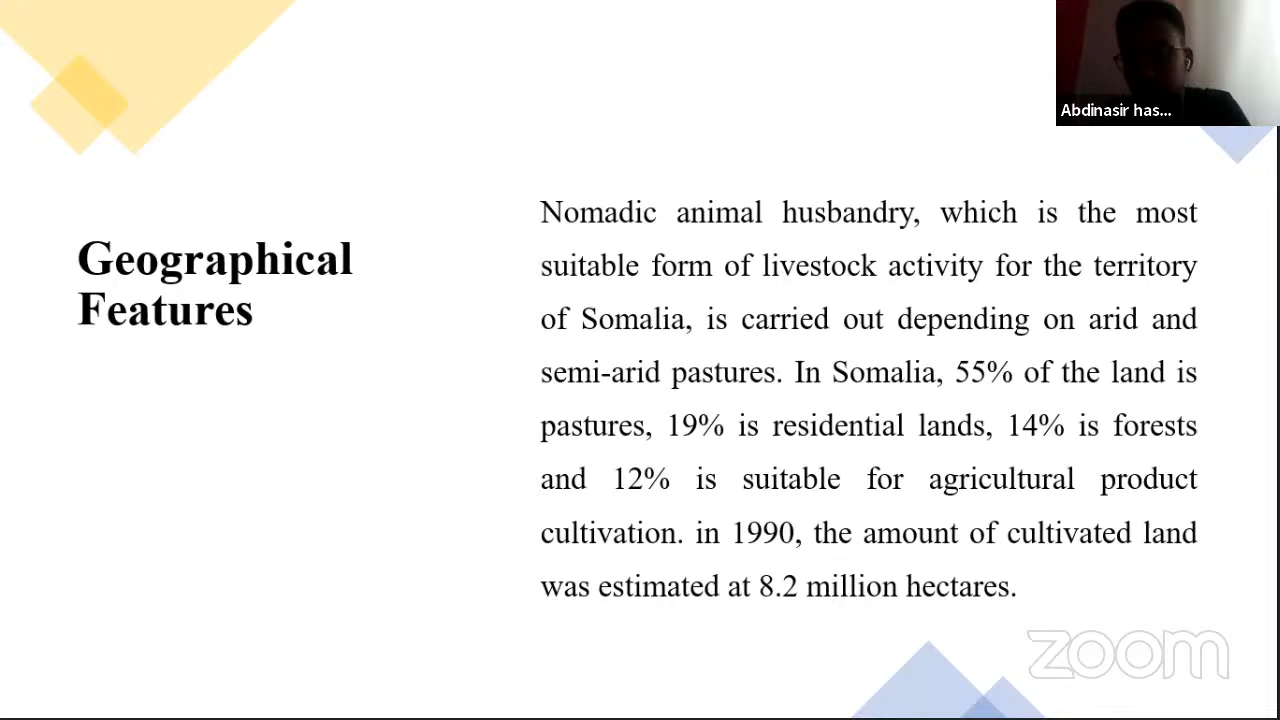 Abdinasir has...
Geographical
Features
Nomadic animal husbandry, which is the most
suitable form of livestock activity for the territory
of Somalia, is carried out depending on arid and
semi-arid pastures. In Somalia, 55% of the land is
pastures, 19% is residential lands, 14% is forests
and 12% is suitable for agricultural product
cultivation. in 1990, the amount of cultivated land
was estimated at 8.2 million hectares.
zoom